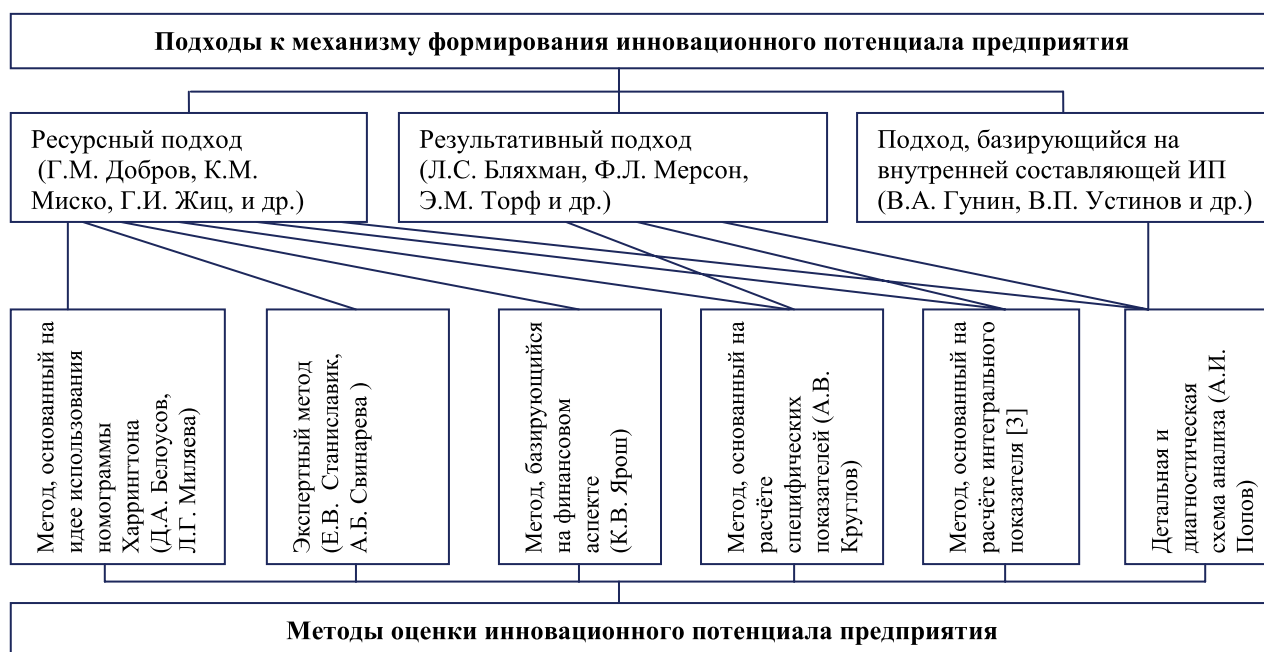 Подходы к механизму формирования инновационного потенциала предприятия
Ресурсный подход
(Г.М. Добров, К.М.
Миско, Г.И. Жиц, и др.)
Результативный подход
(Л.С. Бляхман, Ф.Л. Мерсон,
Э.М. Торф и др.)
Подход, базирующийся на
внутренней составляющей ИП
(В.А. Гунин, В.П. Устинов и др.)
Метод, основанный на
идее использования
номограммы
Харрингтона
(Д.А. Белоусов,
Л.Г. Миляева)
Экспертный метод
(Е.В. Станиславик,
А.Б. Свинарева )
Метод, базирующийся
на финансовом
аспекте
(К.В. Ярош)
Метод, основанный на
расчёте
специфических
показателей (А.В.
Круглов)
Метод, основанный на
расчёте интегрального
показателя [3]
Детальная и
диагностическая
схема анализа (А.И.
Попов)
Методы оценки инновационного потенциала предприятия